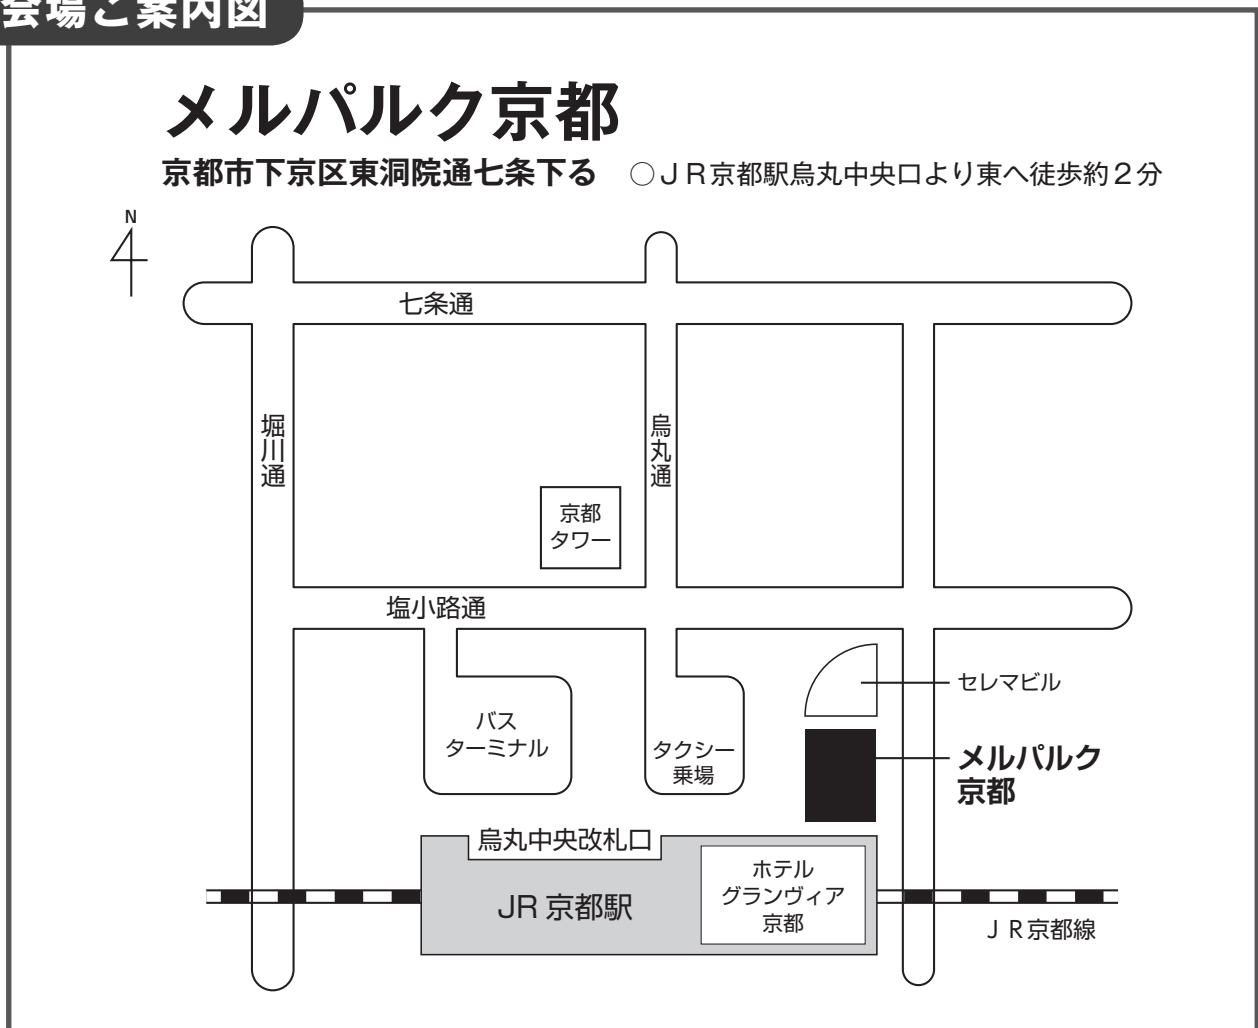 会場ご案内図
メルパルク京都
京都市下京区東洞院通七条下る ○ＪＲ京都駅烏丸中央口より東へ徒歩約２分
N
七条通
堀川通
烏丸通
京都
タワー
塩小路通
セレマビル
バス
ターミナル
タクシー
乗場
メルパルク
京都
烏丸中央改札口
JR 京都駅
ホテル
グランヴィア
京都
ＪＲ京都線